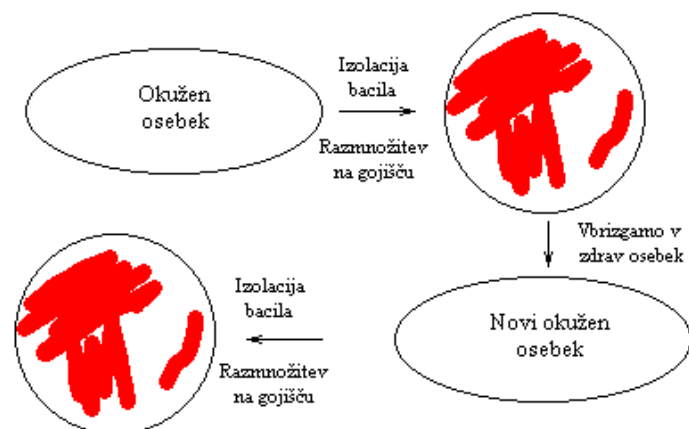 Okužen
osebek
Izolacija
bacila
Razmnožitev
na gojišču
Vbrizgamo v
zdrav osebek
Novi okužen
osebek
Izolacija
bacila
Razmnožitev
na gojišču